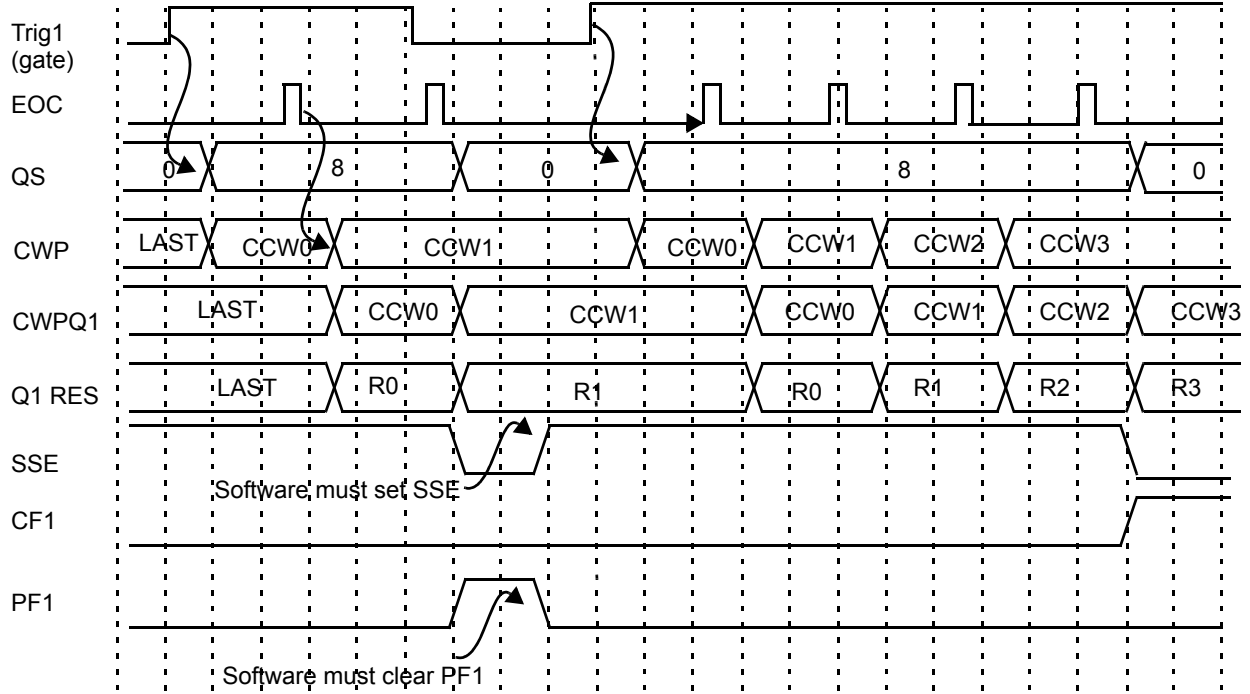 Trig1
(gate)
EOC
QS 0 8 0 8 0
CWP LAST CCW0 CCW1 CCW0 CCW1 CCW2 CCW3
CWPQ1 LAST CCW0 CCW1 CCW0 CCW1 CCW2 CCW3
Q1 RES LAST R0 R1 R0 R1 R2 R3
SSE
Software must set SSE
CF1
PF1
Software must clear PF1